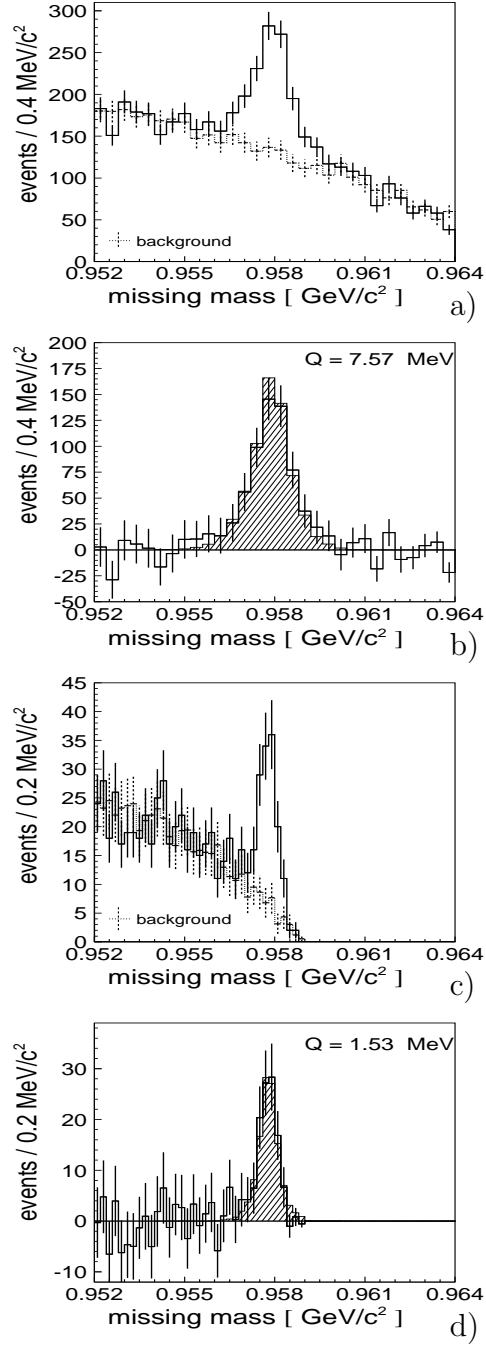 events / 0.4 MeV/c²
300
250
200
150
100
50
0
background
0.952 0.955 0.958 0.961 0.964
missing mass [ GeV/c² ]
a)
events / 0.4 MeV/c²
200
175
150
125
100
75
50
25
0
-25
-50
Q = 7.57 MeV
0.952 0.955 0.958 0.961 0.964
missing mass [ GeV/c² ]
b)
events / 0.2 MeV/c²
45
40
35
30
25
20
15
10
5
0
background
0.952 0.955 0.958 0.961 0.964
missing mass [ GeV/c² ]
c)
events / 0.2 MeV/c²
30
20
10
0
-10
Q = 1.53 MeV
0.952 0.955 0.958 0.961 0.964
missing mass [ GeV/c² ]
d)